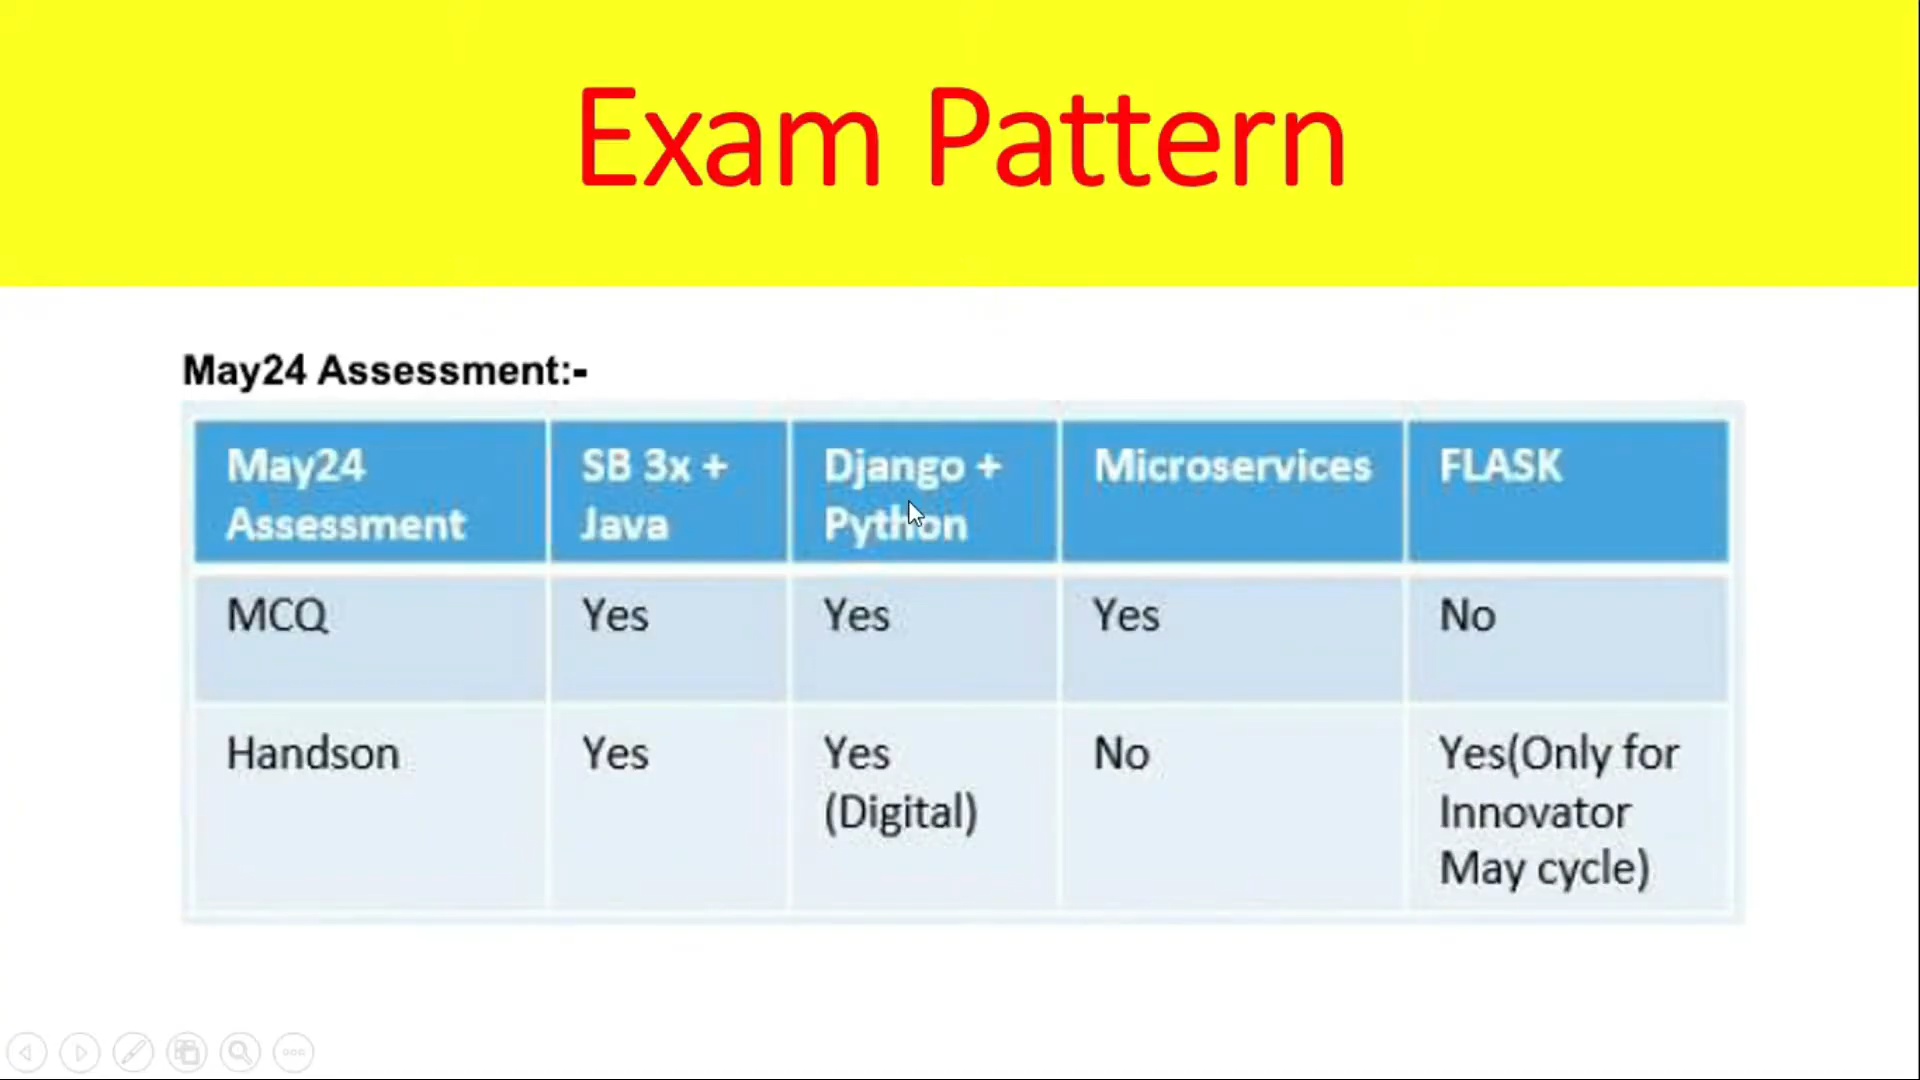 Exam Pattern
May24 Assessment:-
May24 Assessment
SB 3x + Java
Django + Python
Microservices
FLASK
MCQ
Yes
Yes
Yes
No
Handson
Yes
Yes (Digital)
No
Yes(Only for Innovator May cycle)